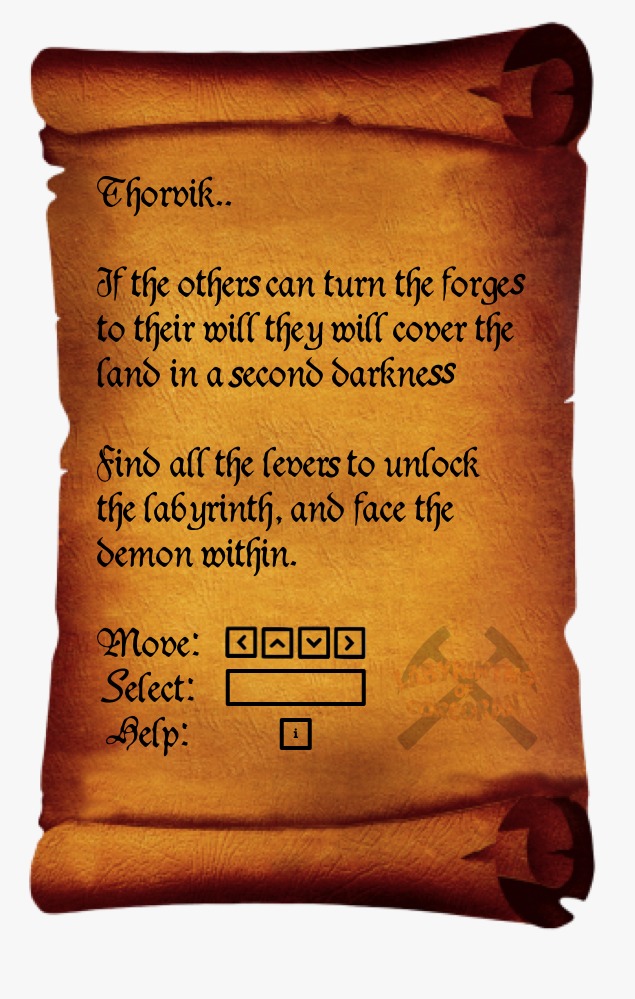 Thorvik..
If the others can turn the forges
to their will they will cover the
land in a second darkness
Find all the levers to unlock
the labyrinth, and face the
demon within.
Move:
Select:
Help: i